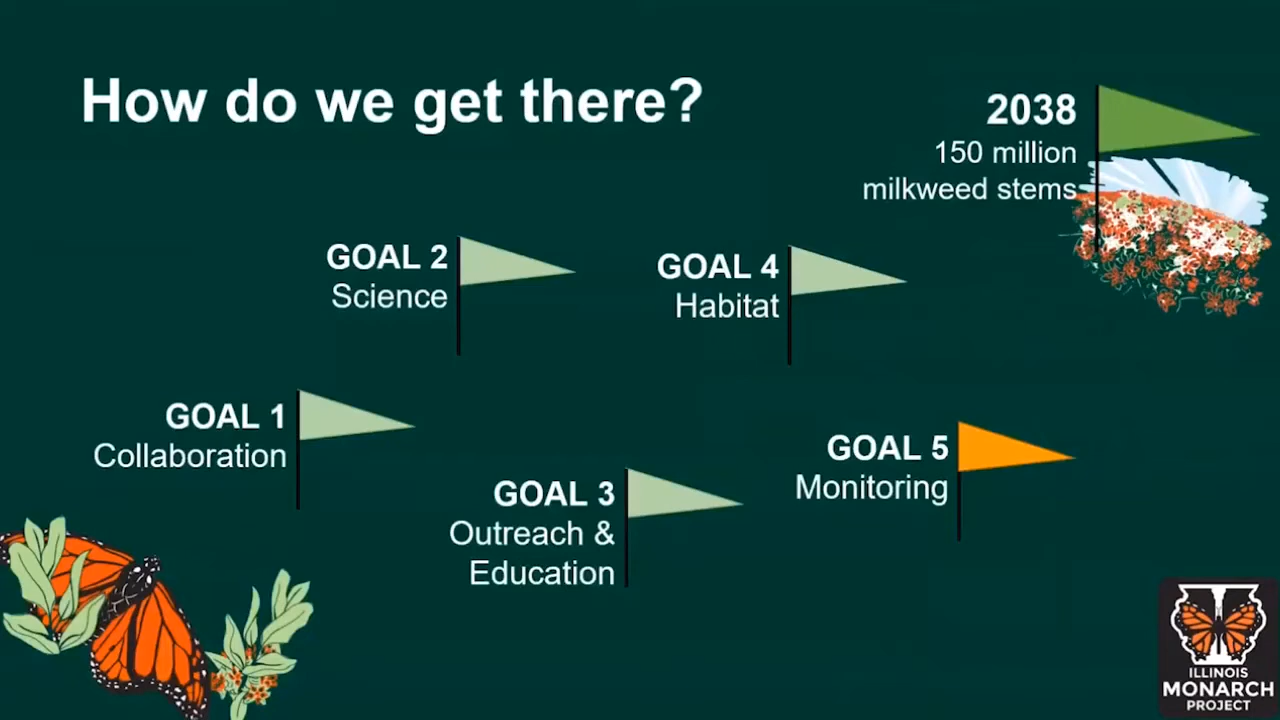 How do we get there?
2038
150 million
milkweed stems
GOAL 2
Science
GOAL 4
Habitat
GOAL 1
Collaboration
GOAL 5
Monitoring
GOAL 3
Outreach &
Education
ILLINOIS
MONARCH
PROJECT